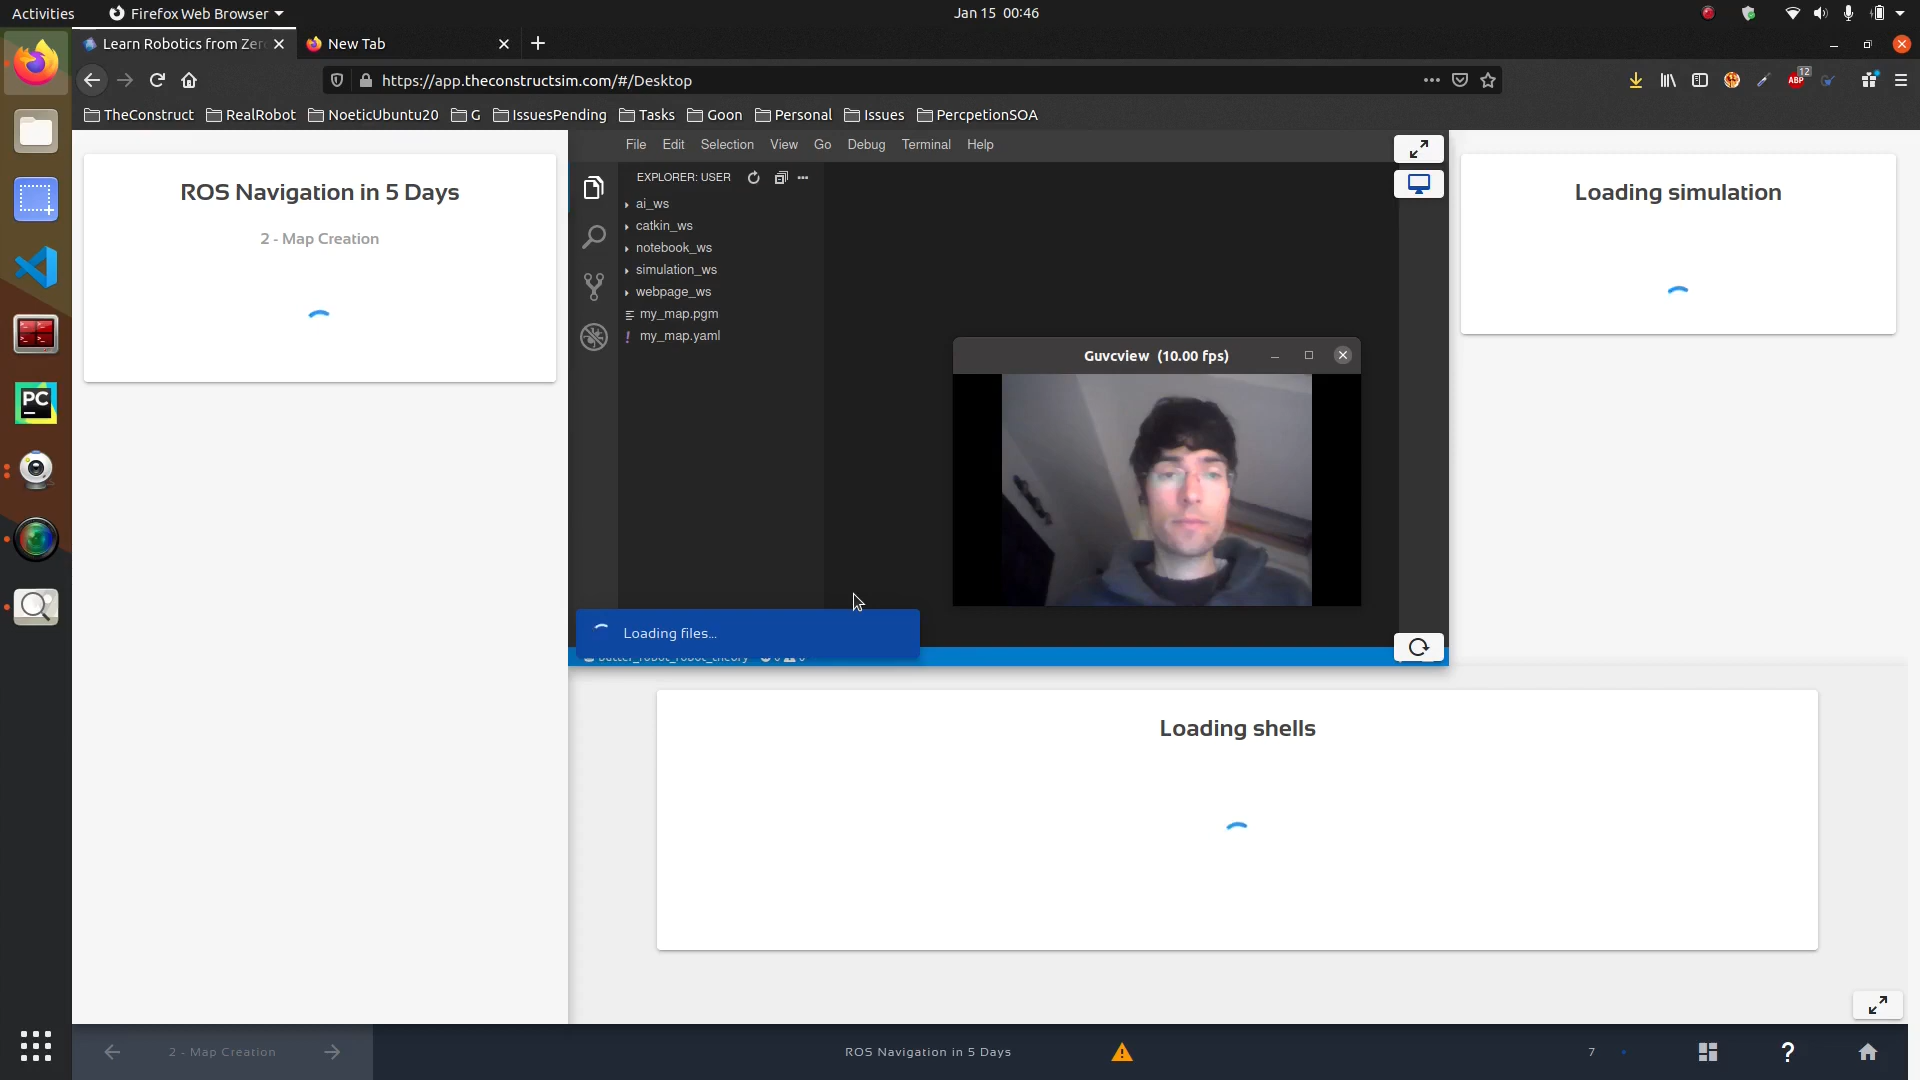 Activities
Firefox Web Browser
Jan 15 00:46
Learn Robotics from Zer
New Tab
https://app.theconstructsim.com/#/Desktop
12
ABP
TheConstruct
RealRobot
NoeticUbuntu20
G
IssuesPending
Tasks
Goon
Personal
Issues
PercpetionSOA
ROS Navigation in 5 Days
2 - Map Creation
File Edit Selection View Go Debug Terminal Help
EXPLORER: USER
ai_ws
catkin_ws
notebook_ws
simulation_ws
webpage_ws
my_map.pgm
my_map.yaml
Guvcview (10.00 fps)
Loading files...
Loading simulation
Loading shells
PC
2 - Map Creation
ROS Navigation in 5 Days
7
?